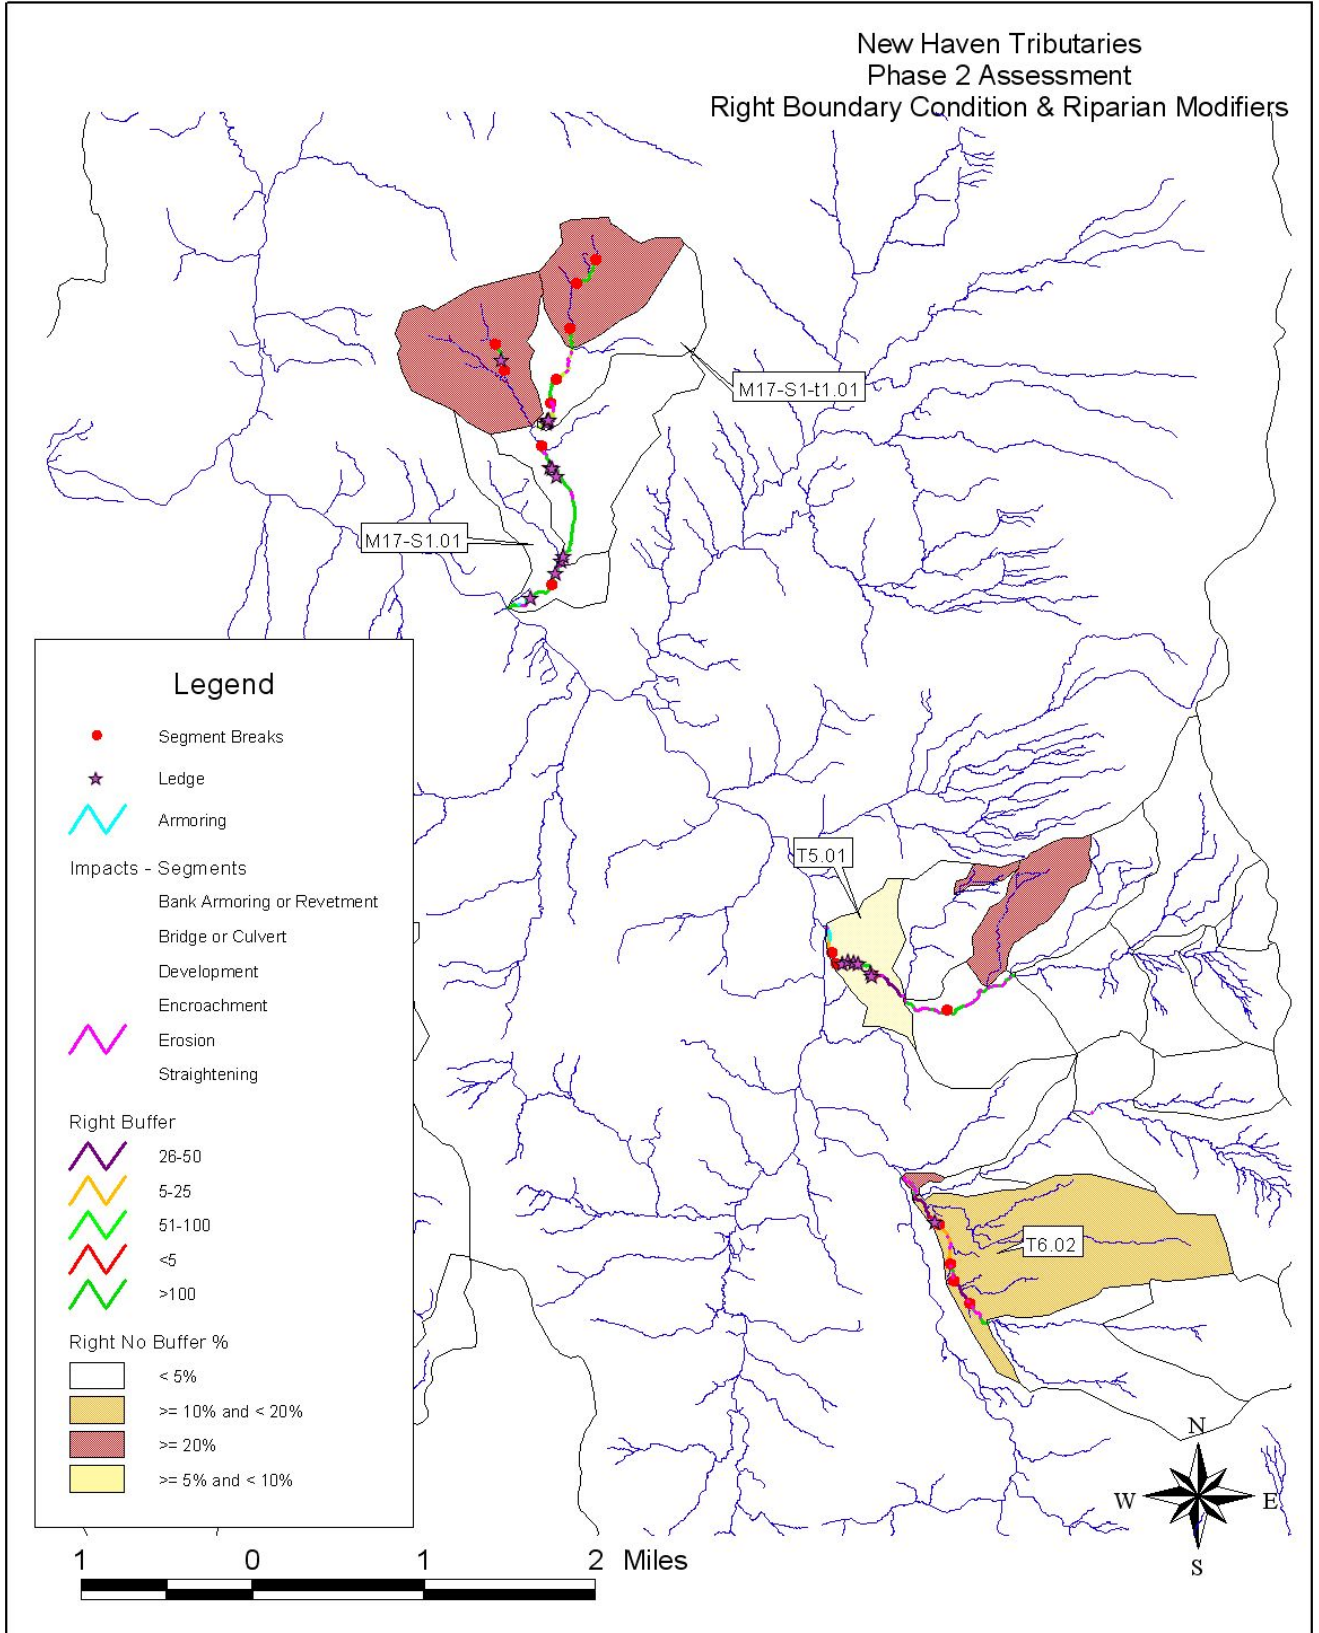 New Haven Tributaries
Phase 2 Assessment
Right Boundary Condition & Riparian Modifiers
M17-S1-t1.01
M17-S1.01
T5.01
T6.02
Legend
Segment Breaks
Ledge
Armoring
Impacts - Segments
Bank Armoring or Revetment
Bridge or Culvert
Development
Encroachment
Erosion
Straightening
Right Buffer
26-50
5-25
51-100
<5
>100
Right No Buffer %
< 5%
>= 10% and < 20%
>= 20%
>= 5% and < 10%
N
W E
S
1 0 1 2 Miles